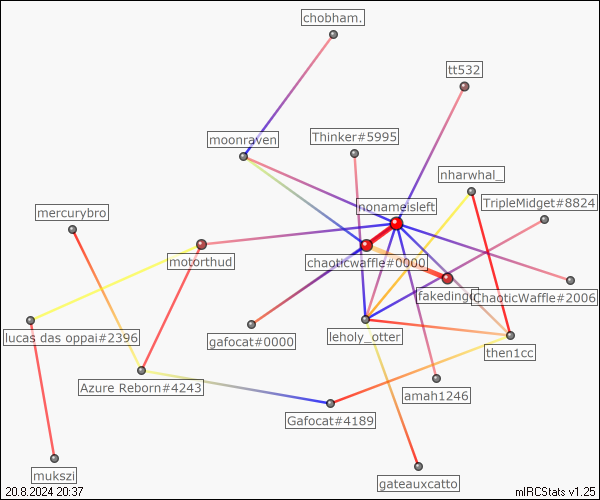 chobham.
tt532
moonraven
Thinker#5995
nharwhal_
mercurybro
nonameisleft
TripleMidget#8824
motorthud
chaoticwaffle#0000
fakeding
ChaoticWaffle#2006
lucas das oppai#2396
gafocat#0000
leholy_otter
then1cc
Azure Reborn#4243
amah1246
Gafocat#4189
mukszi
gateauxcatto
20.8.2024 20:37
mIRCStats v1.25